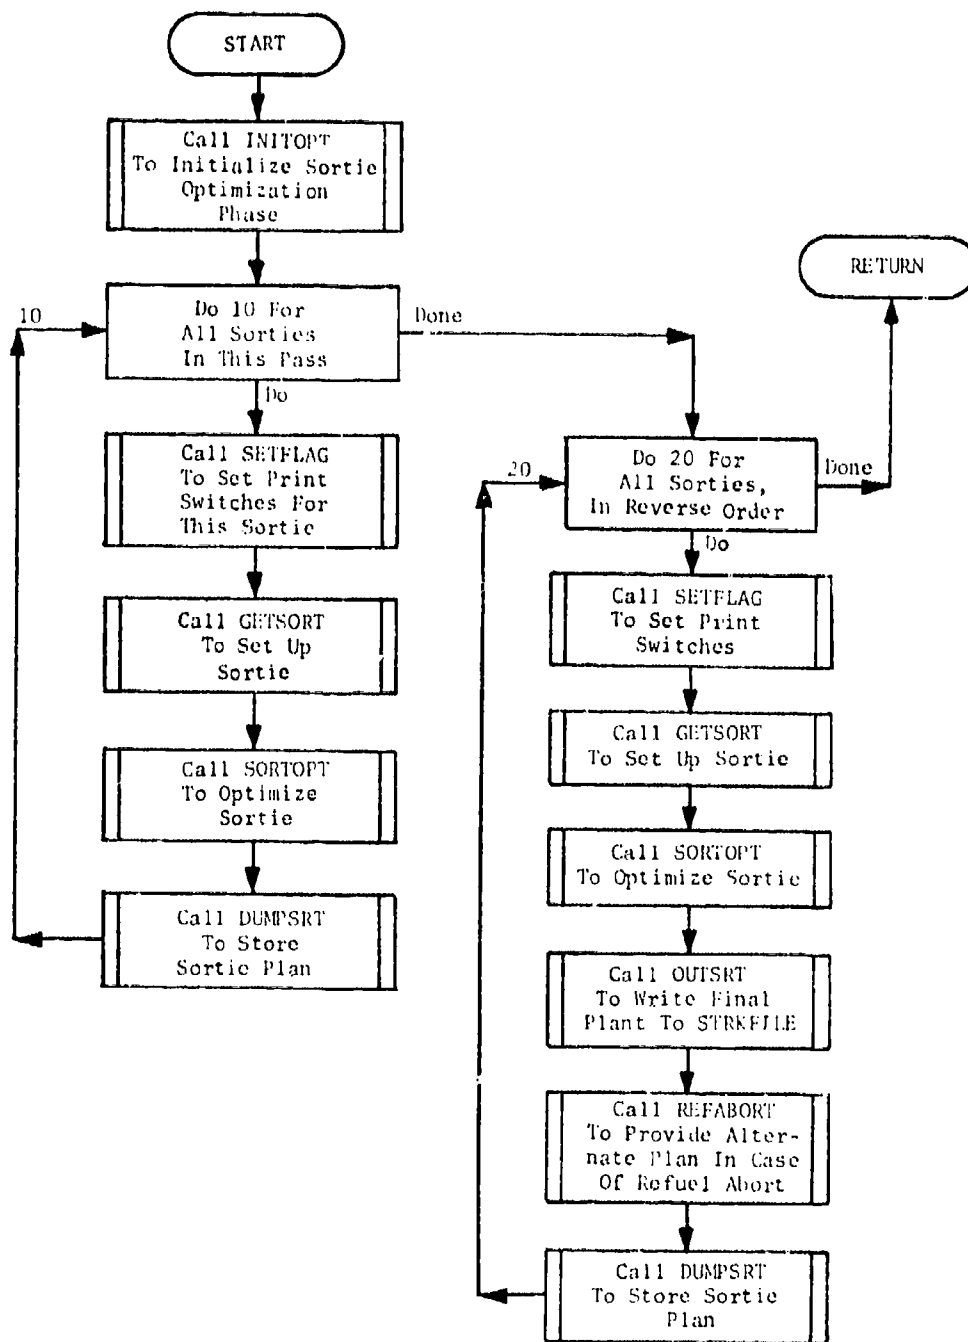 START
Call INITOPT
To Initialize Sortie
Optimization
Phase
10
Do 10 For
All Sorties
In This Pass
Done
Do
Call SETFLAG
To Set Print
Switches For
This Sortie
Call GETSORT
To Set Up
Sortie
Call SORTOPT
To Optimize
Sortie
Call DUMPSRT
To Store
Sortie Plan
RETURN
20
Do 20 For
All Sorties,
In Reverse Order
Done
Do
Call SETFLAG
To Set Print
Switches
Call GETSORT
To Set Up Sortie
Call SORTOPT
To Optimize Sortie
Call OUTSRT
To Write Final
Plant To STRKFILE
Call REFABORT
To Provide Alter-
nate Plan In Case
Of Refuel Abort
Call DUMPSRT
To Store Sortie
Plan